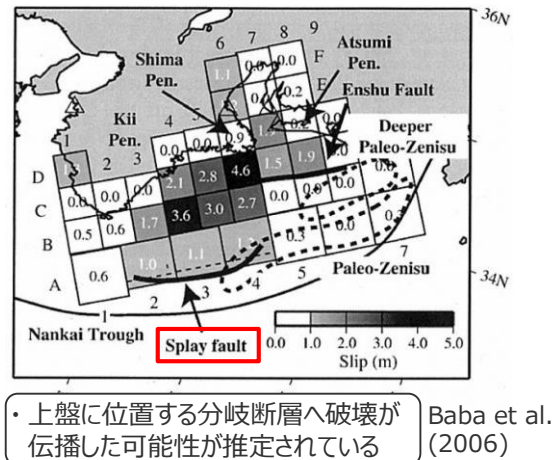 36N
6 7 8 9
Shima
Pen.
Atsumi
Pen.
1.1 0.0 0.0 F
0.2 E
Enshu Fault
Kii
Pen.
4 5
1 2 3
0.0 0.0 0.9
Deeper
Paleo-Zenisu
D 2.1 2.8 4.6 1.5 1.9
C 0.0 0.0 0.0
B 0.5 0.6 1.7 3.6 3.0 2.7 0.0 0.0 0.0
A 0.6 1.0 1.1 0.3 0.0
1 2 3 4 5 7
Paleo-Zenisu
34N
Nankai Trough
Splay fault
0.0 1.0 2.0 3.0 4.0 5.0
Slip (m)
・上盤に位置する分岐断層へ破壊が
伝播した可能性が推定されている
Baba et al.
(2006)